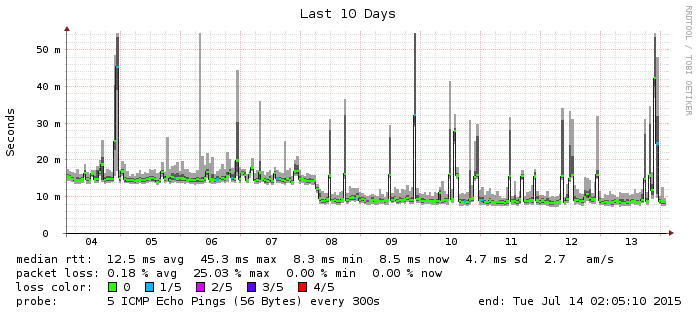 Last 10 Days
RRDTOOL / TOBI OETIKER
Seconds
50 m
40 m
30 m
20 m
10 m
0
04 05 06 07 08 09 10 11 12 13
median rtt: 12.5 ms avg 45.3 ms max 8.3 ms min 8.5 ms now 4.7 ms sd 2.7 am/s
packet loss: 0.18 % avg 25.03 % max 0.00 % min 0.00 % now
loss color: 0 1/5 2/5 3/5 4/5
probe: 5 ICMP Echo Pings (56 Bytes) every 300s end: Tue Jul 14 02:05:10 2015